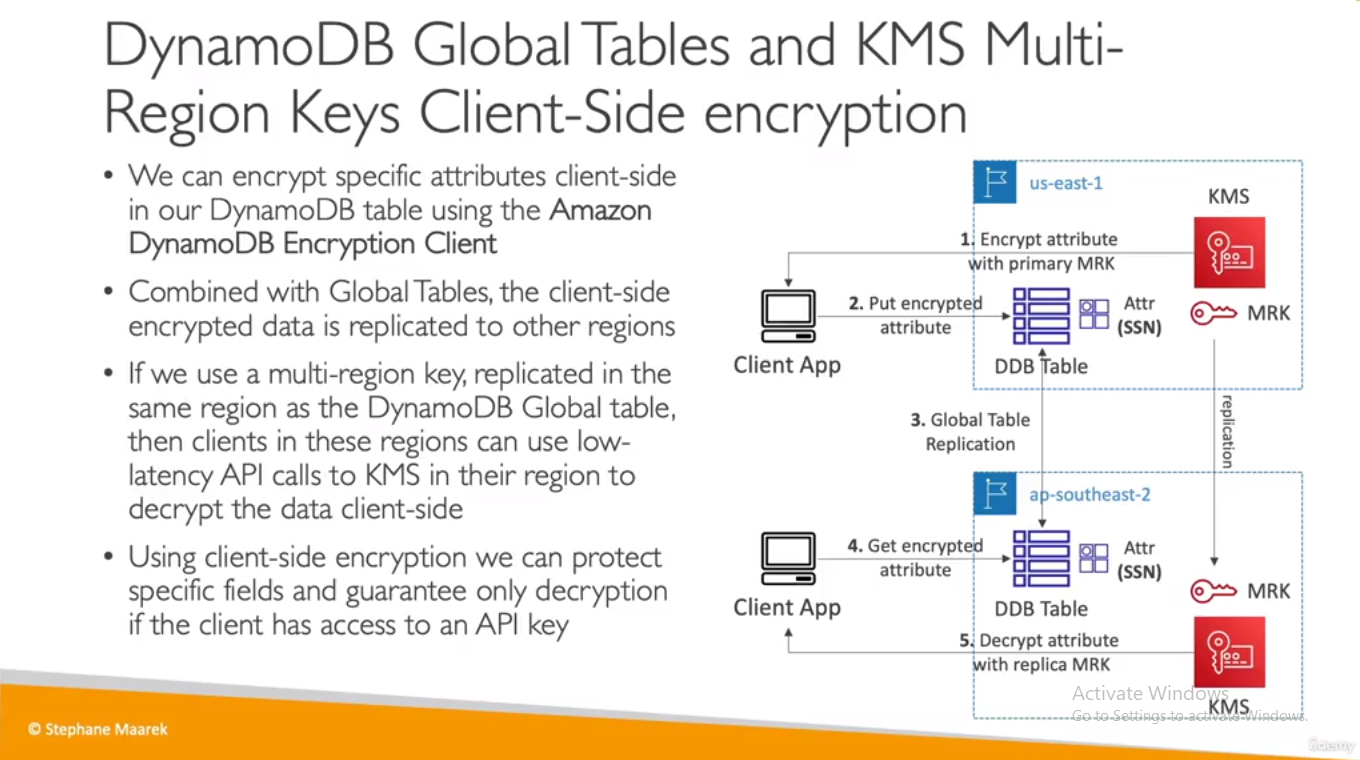 DynamoDB Global Tables and KMS Multi-
Region Keys Client-Side encryption
• We can encrypt specific attributes client-side
in our DynamoDB table using the Amazon
DynamoDB Encryption Client
• Combined with Global Tables, the client-side
encrypted data is replicated to other regions
• If we use a multi-region key, replicated in the
same region as the DynamoDB Global table,
then clients in these regions can use low-
latency API calls to KMS in their region to
decrypt the data client-side
• Using client-side encryption we can protect
specific fields and guarantee only decryption
if the client has access to an API key
us-east-1
KMS
1. Encrypt attribute
with primary MRK
2. Put encrypted
attribute
Attr
(SSN)
MRK
Client App
DDB Table
3. Global Table
Replication
replication
ap-southeast-2
4. Get encrypted
attribute
Attr
(SSN)
MRK
Client App
DDB Table
5. Decrypt attribute
with replica MRK
KMS
Activate Windows
Go to Settings to activate Windows.
© Stephane Maarek
ûdemy